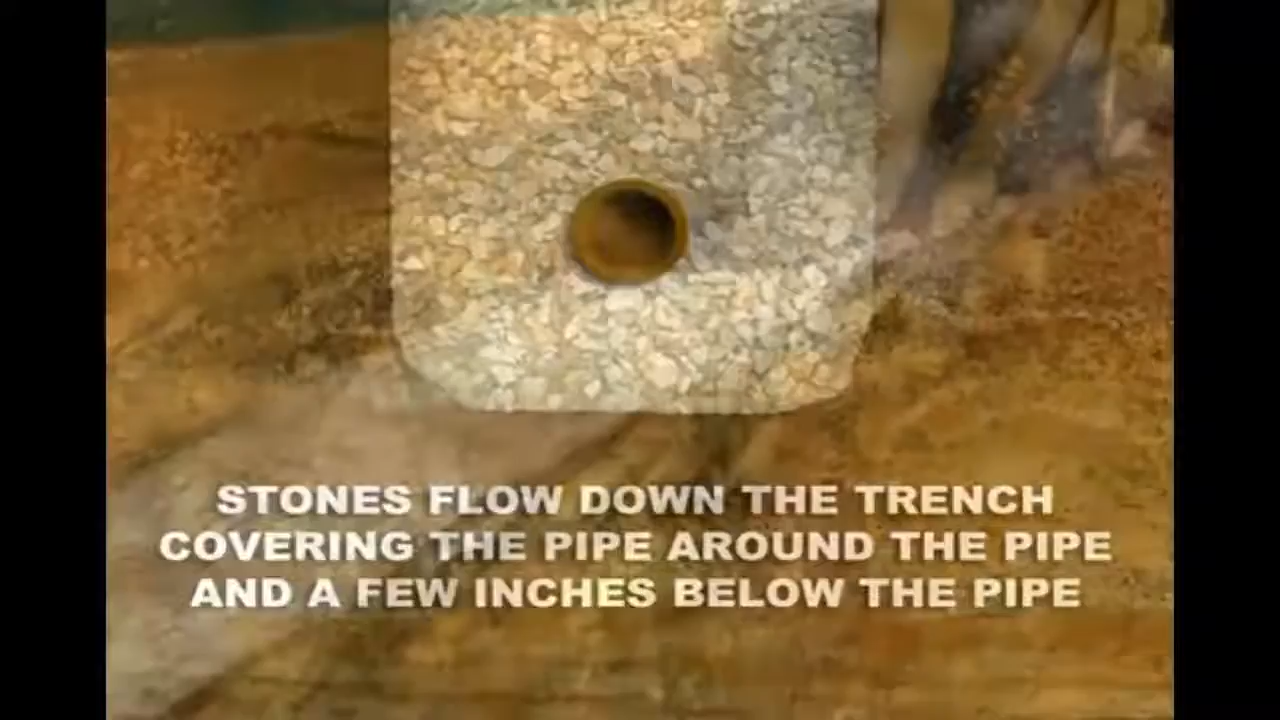 STONES FLOW DOWN THE TRENCH
COVERING THE PIPE AROUND THE PIPE
AND A FEW INCHES BELOW THE PIPE